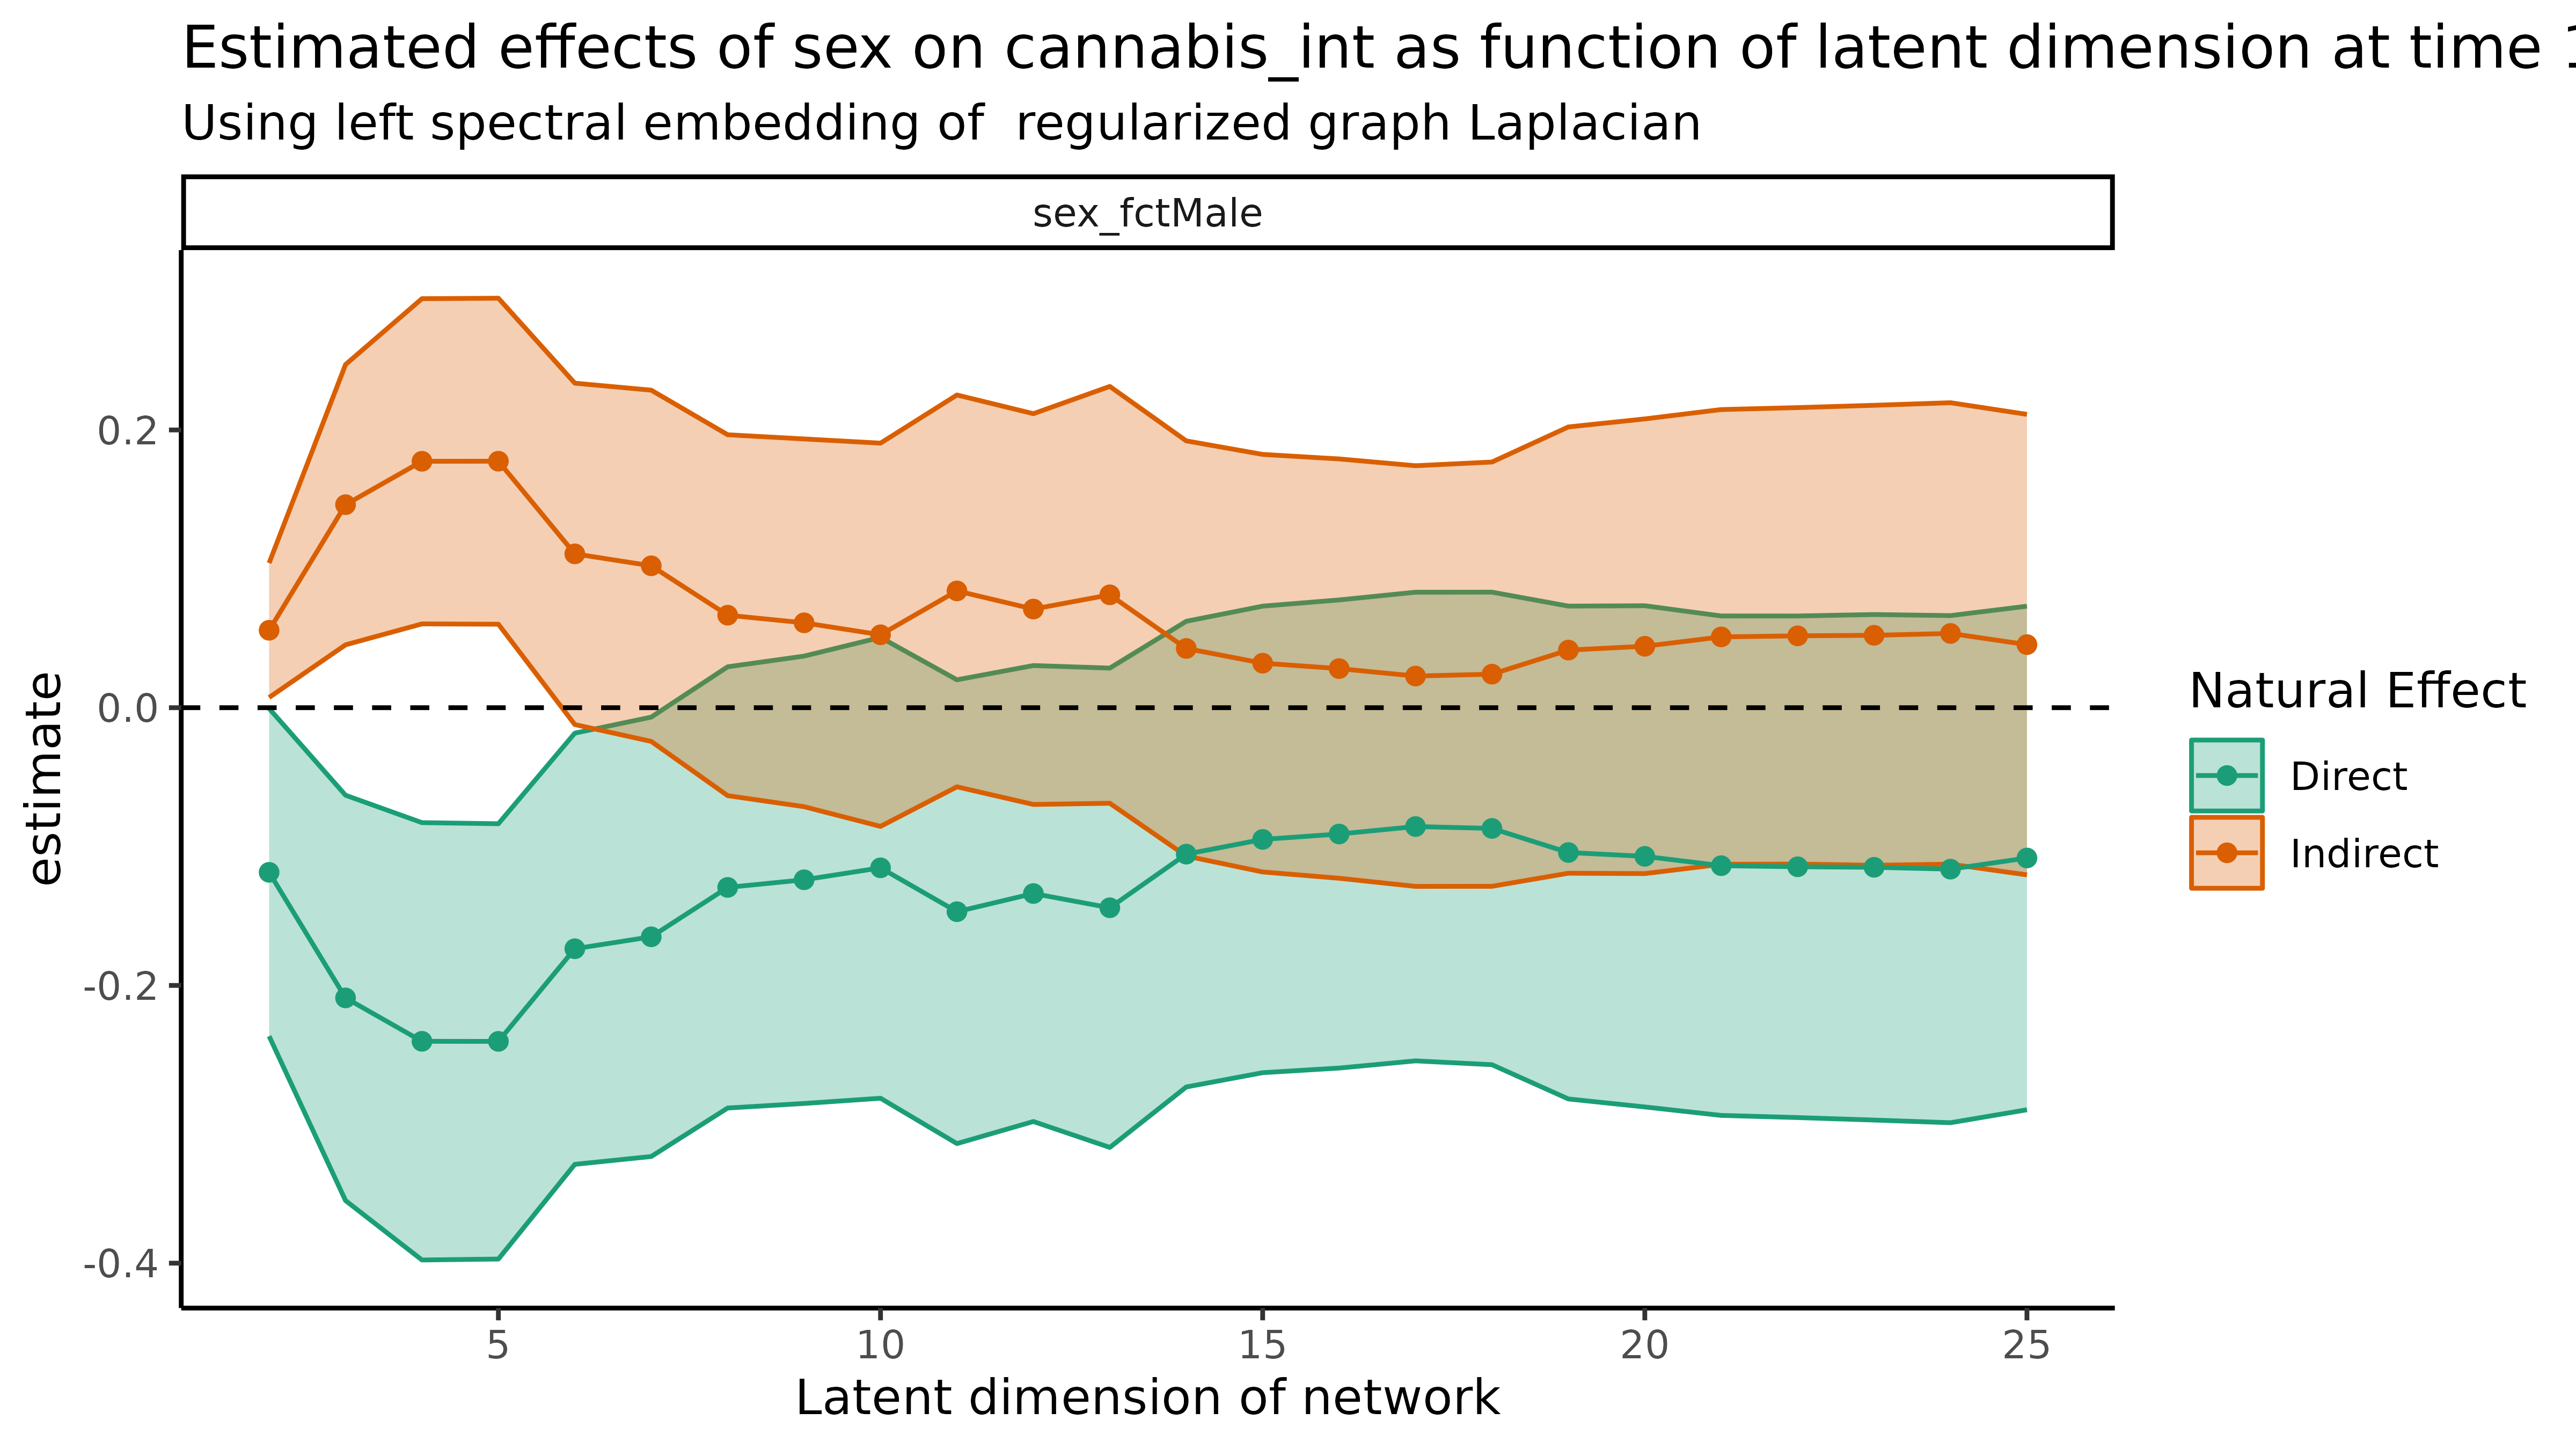 Estimated effects of sex on cannabis_int as function of latent dimension at time 1
Using left spectral embedding of  regularized graph Laplacian
sex_fctMale
0.2
0.0
-0.2
-0.4
estimate
5 10 15 20 25
Latent dimension of network
Natural Effect
Direct
Indirect